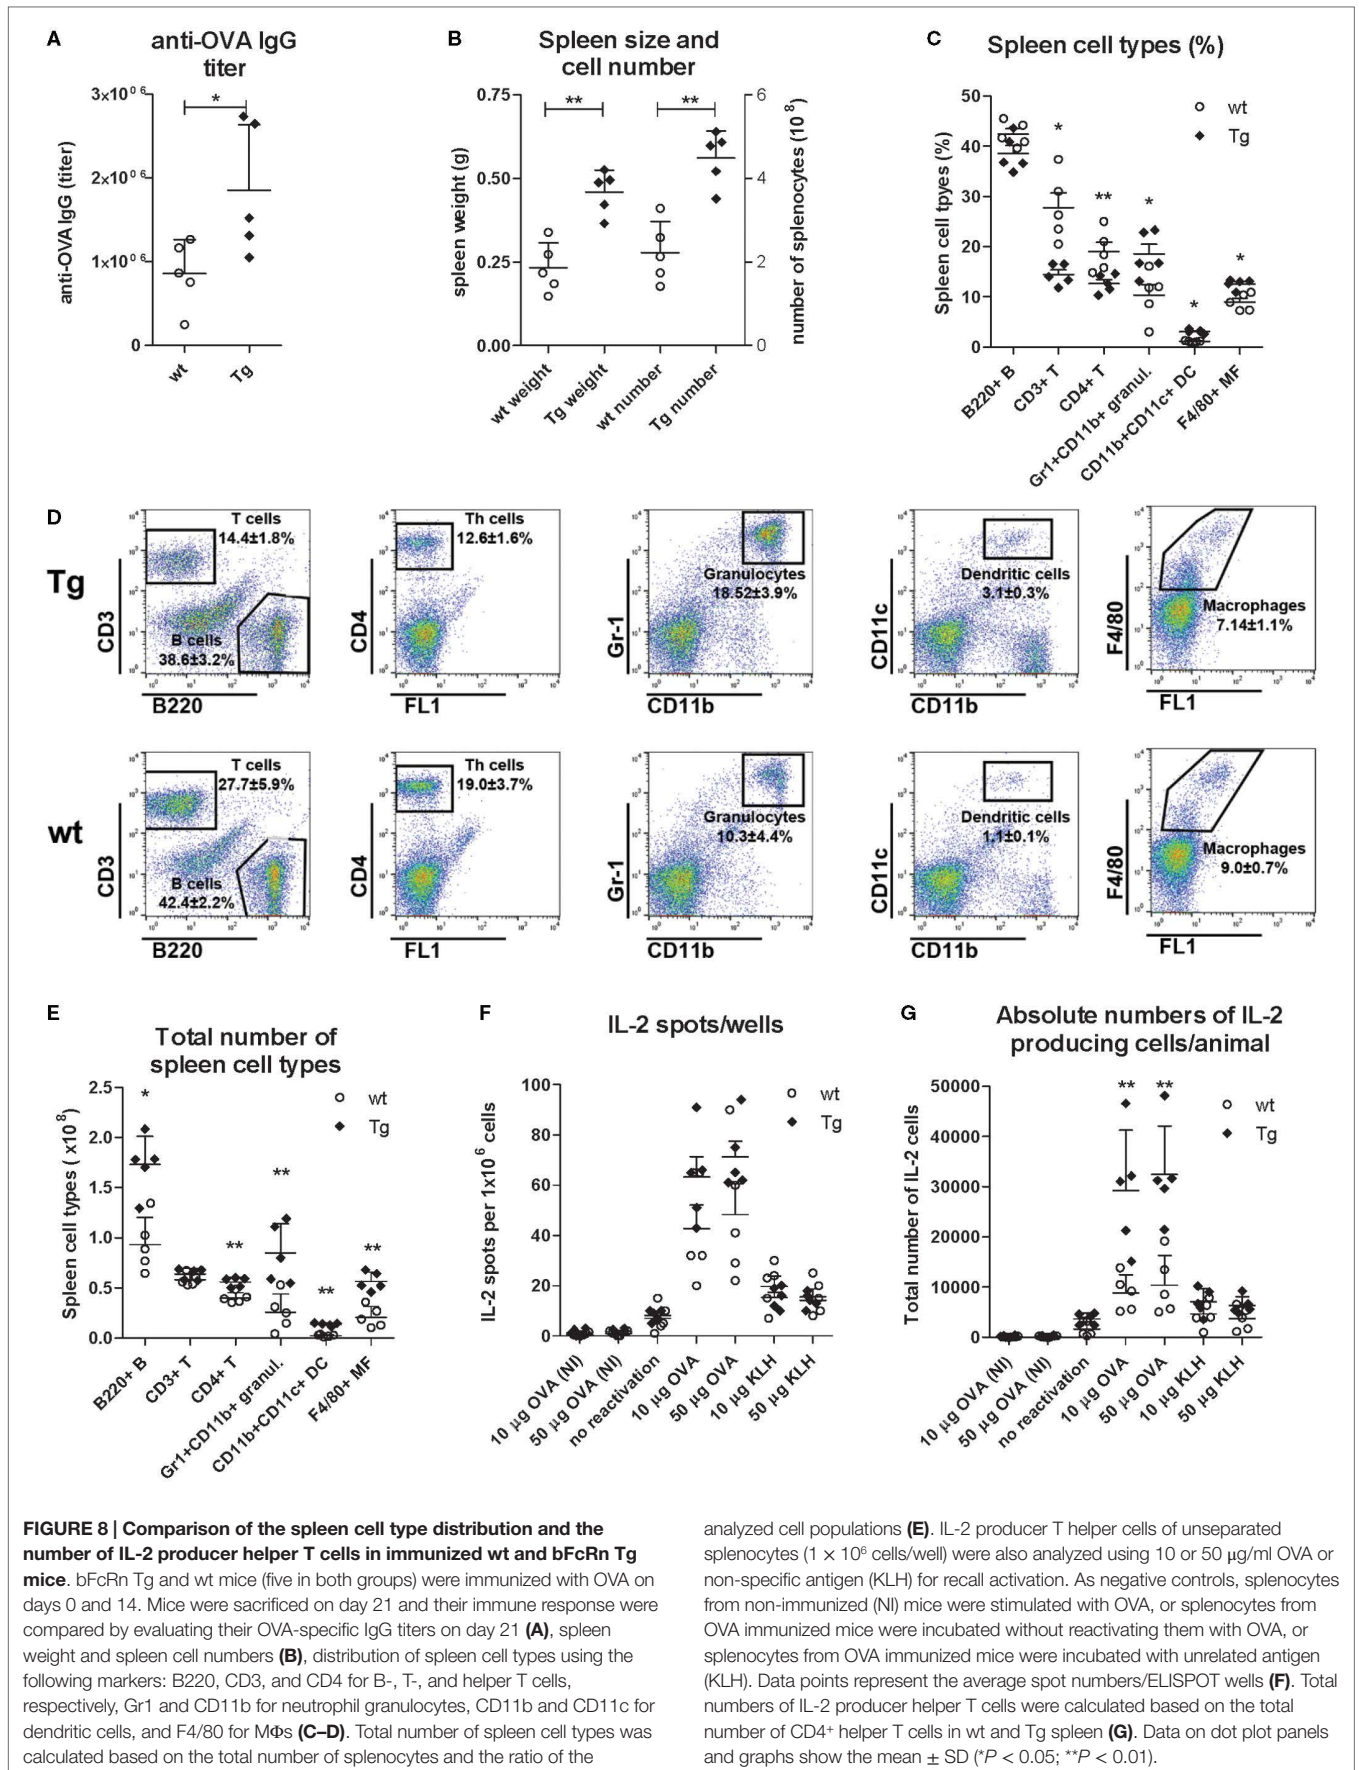 A
anti-OVA IgG
titer
anti-OVA IgG (titer)
3×10⁰⁶
2×10⁰⁶
1×10⁰⁶
0
*
wt
Tg
B
Spleen size and
cell number
spleen weight (g)
0.75
0.50
0.25
0.00
**
**
6
4
2
0
number of splenocytes (10⁸)
wt weight
Tg weight
wt number
Tg number
C
Spleen cell types (%)
Spleen cell tpyes (%)
50
40
30
20
10
0
wt
Tg
*
**
*
*
*
B220+ B
CD3+ T
CD4+ T
Gr1+CD11b+ granul.
CD11b+CD11c+ DC
F4/80+ MF
D
Tg
T cells
14.4±1.8%
B cells
38.6±3.2%
CD3
B220
Th cells
12.6±1.6%
CD4
FL1
Granulocytes
18.52±3.9%
Gr-1
CD11b
Dendritic cells
3.1±0.3%
CD11c
CD11b
Macrophages
7.14±1.1%
F4/80
FL1
wt
T cells
27.7±5.9%
B cells
42.4±2.2%
CD3
B220
Th cells
19.0±3.7%
CD4
FL1
Granulocytes
10.3±4.4%
Gr-1
CD11b
Dendritic cells
1.1±0.1%
CD11c
CD11b
Macrophages
9.0±0.7%
F4/80
FL1
E
Total number of
spleen cell types
Spleen cell types ( x10⁸)
2.5
2.0
1.5
1.0
0.5
0.0
wt
Tg
*
**
**
**
**
B220+ B
CD3+ T
CD4+ T
Gr1+CD11b+ granul.
CD11b+CD11c+ DC
F4/80+ MF
F
IL-2 spots/wells
IL-2 spots per 1x10⁶ cells
100
80
60
40
20
0
wt
Tg
10 µg OVA (NI)
50 µg OVA (NI)
no reactivation
10 µg OVA
50 µg OVA
10 µg KLH
50 µg KLH
G
Absolute numbers of IL-2
producing cells/animal
Total number of IL-2 cells
50000
40000
30000
20000
10000
0
wt
Tg
**
**
10 µg OVA (NI)
50 µg OVA (NI)
no reactivation
10 µg OVA
50 µg OVA
10 µg KLH
50 µg KLH
FIGURE 8 | Comparison of the spleen cell type distribution and the
number of IL-2 producer helper T cells in immunized wt and bFcRn Tg
mice. bFcRn Tg and wt mice (five in both groups) were immunized with OVA on
days 0 and 14. Mice were sacrificed on day 21 and their immune response were
compared by evaluating their OVA-specific IgG titers on day 21 (A), spleen
weight and spleen cell numbers (B), distribution of spleen cell types using the
following markers: B220, CD3, and CD4 for B-, T-, and helper T cells,
respectively, Gr1 and CD11b for neutrophil granulocytes, CD11b and CD11c for
dendritic cells, and F4/80 for MΦs (C–D). Total number of spleen cell types was
calculated based on the total number of splenocytes and the ratio of the
analyzed cell populations (E). IL-2 producer T helper cells of unseparated
splenocytes (1 × 10⁶ cells/well) were also analyzed using 10 or 50 µg/ml OVA or
non-specific antigen (KLH) for recall activation. As negative controls, splenocytes
from non-immunized (NI) mice were stimulated with OVA, or splenocytes from
OVA immunized mice were incubated without reactivating them with OVA, or
splenocytes from OVA immunized mice were incubated with unrelated antigen
(KLH). Data points represent the average spot numbers/ELISPOT wells (F). Total
numbers of IL-2 producer helper T cells were calculated based on the total
number of CD4⁺ helper T cells in wt and Tg spleen (G). Data on dot plot panels
and graphs show the mean ± SD (*P < 0.05; **P < 0.01).